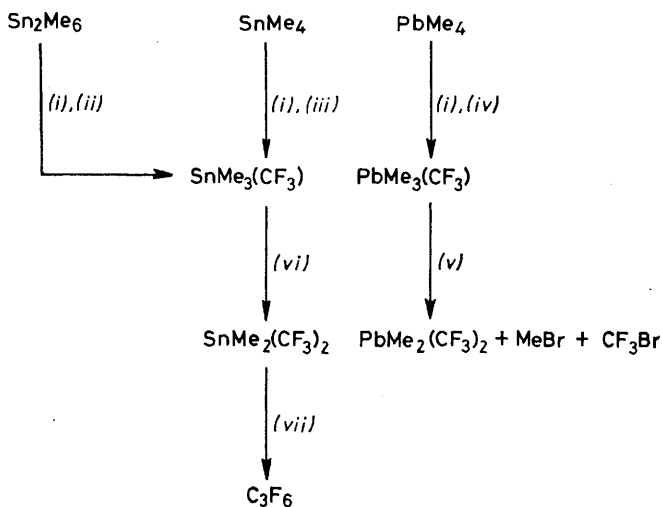 Sn₂Me₆ SnMe₄ PbMe₄
(i),(ii) (i),(iii) (i),(iv)
SnMe₃(CF₃) PbMe₃(CF₃)
(vi) (v)
SnMe₂(CF₃)₂ PbMe₂(CF₃)₂ + MeBr + CF₃Br
(vii)
C₃F₆